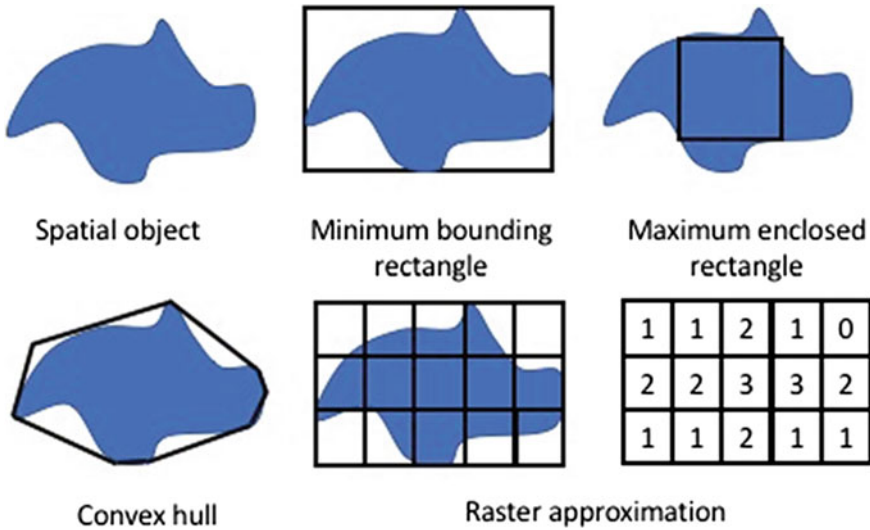 Spatial object
Minimum bounding
rectangle
Maximum enclosed
rectangle
1 1 2 1 0
2 2 3 3 2
1 1 2 1 1
Convex hull
Raster approximation